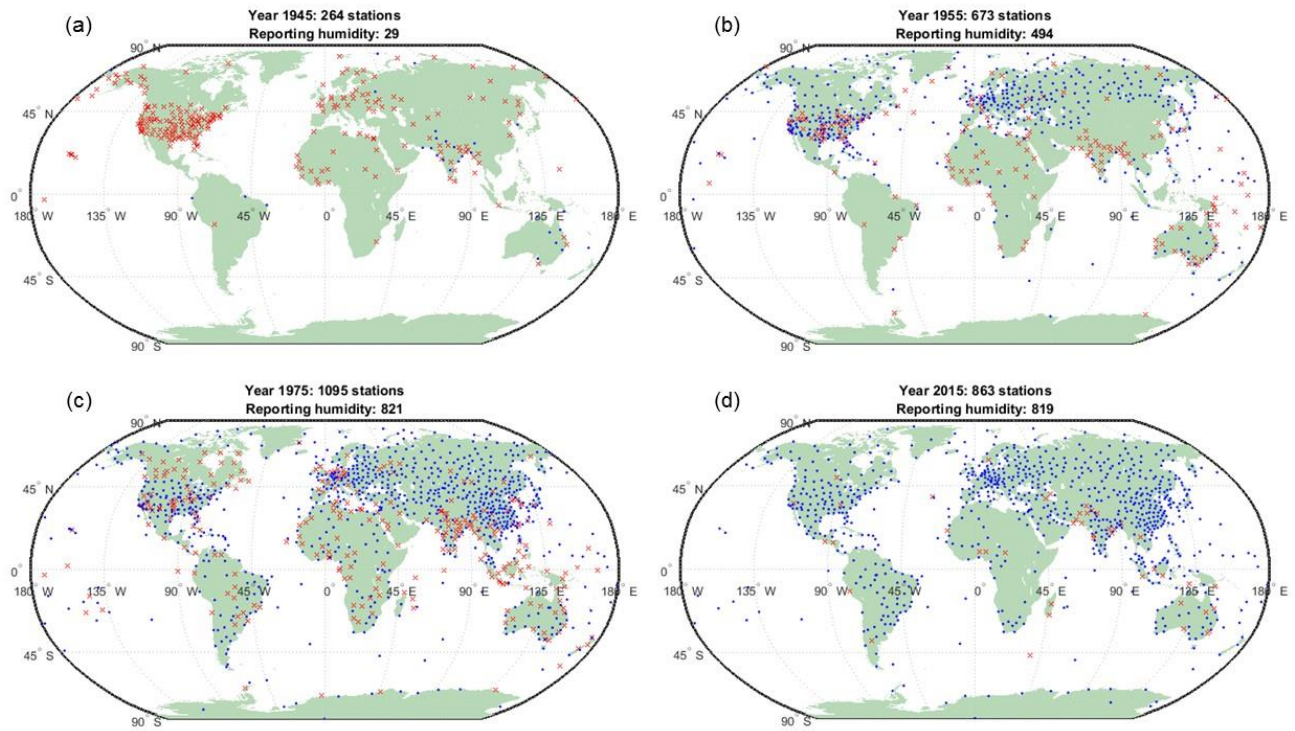 (a)
Year 1945: 264 stations
Reporting humidity: 29
90° N
45° N
0°
180° W 135° W 90° W 45° W 0 45° E 90° E 135° E 180° E
45° S
90° S
(b)
Year 1955: 673 stations
Reporting humidity: 494
90° N
45° N
0°
180° W 135° W 90° W 45° W 0 45° E 90° E 135° E 180° E
45° S
90° S
(c)
Year 1975: 1095 stations
Reporting humidity: 821
90° N
45° N
0°
180° W 135° W 90° W 45° W 0 45° E 90° E 135° E 180° E
45° S
90° S
(d)
Year 2015: 863 stations
Reporting humidity: 819
90° N
45° N
0°
180° W 135° W 90° W 45° W 0 45° E 90° E 135° E 180° E
45° S
90° S